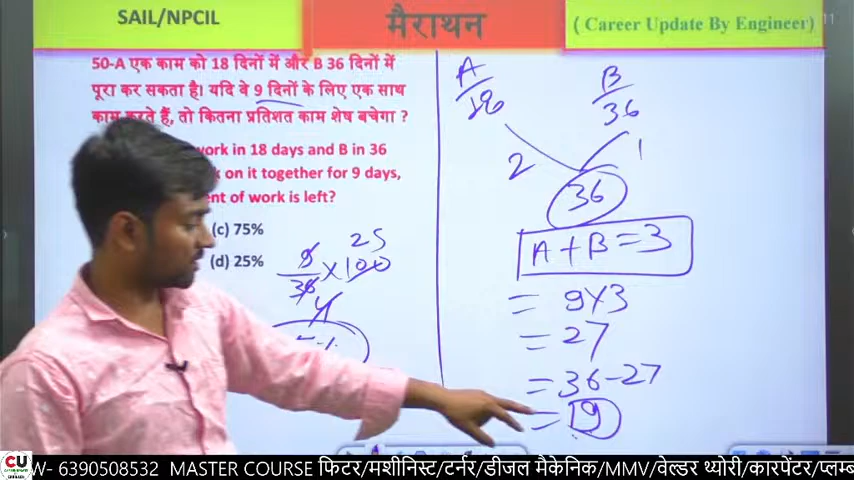 SAIL/NPCIL
मैराथन
( Career Update By Engineer)
11
50-A एक काम को 18 दिनों में और B 36 दिनों में
पूरा कर सकता है। यदि वे 9 दिनों के लिए एक साथ
काम करते हैं, तो कितना प्रतिशत काम शेष बचेगा ?
work in 18 days and B in 36
on it together for 9 days,
of work is left?
(c) 75%
(d) 25%
9/36 × 100
25
4
A/18
B/36
2
1
36
A + B = 3
= 9×3
= 27
= 36-27
= 9
CU
W- 6390508532 MASTER COURSE फिटर/मशीनिस्ट/टर्नर/डीजल मैकेनिक/MMV/वेल्डर थ्योरी/कारपेंटर/प्लम्ब